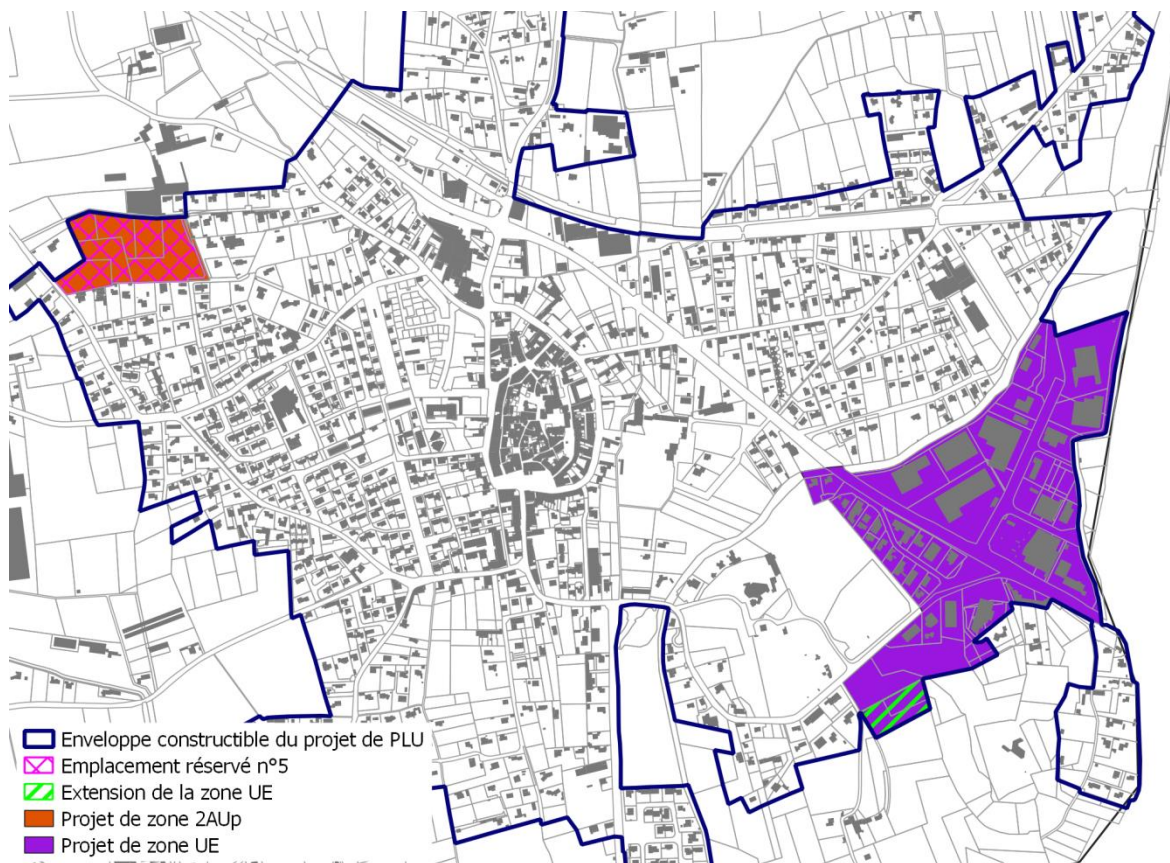 Enveloppe constructible du projet de PLU
Emplacement réservé n°5
Extension de la zone UE
Projet de zone 2AUp
Projet de zone UE